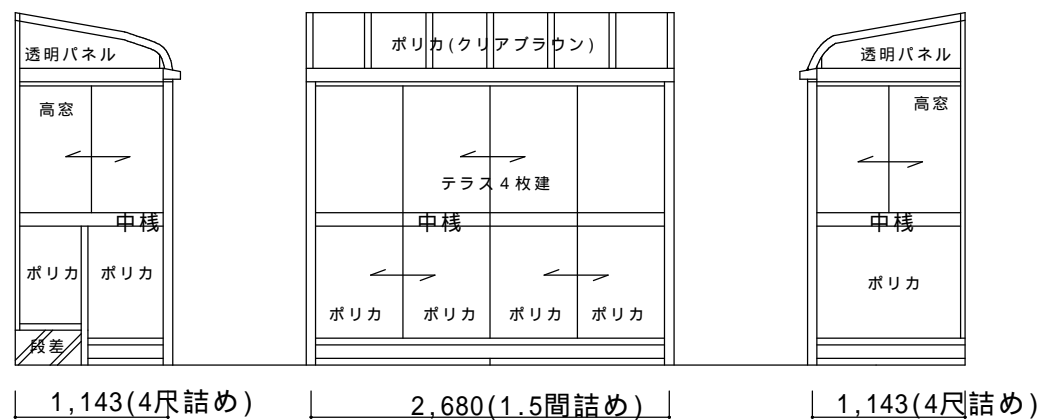 透明パネル
高窓
中桟
ポリカ
ポリカ
段差
1,143(4尺詰め)
ポリカ(クリアブラウン)
テラス4枚建
中桟
ポリカ
ポリカ
ポリカ
ポリカ
2,680(1.5間詰め)
透明パネル
高窓
中桟
ポリカ
1,143(4尺詰め)